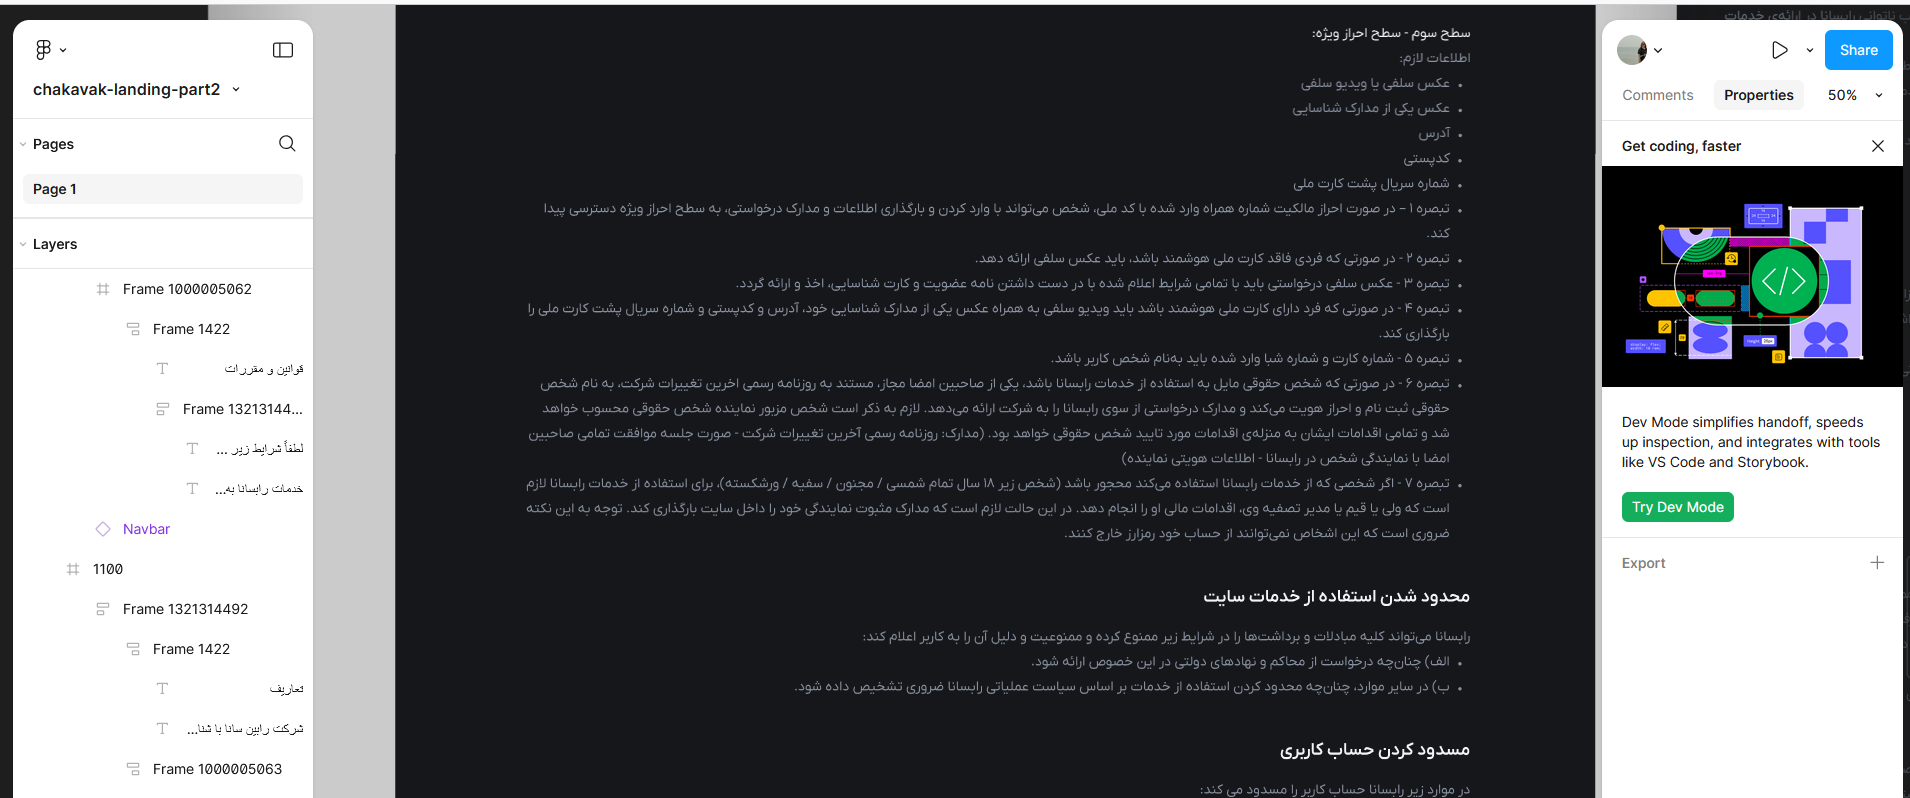 chakavak-landing-part2
Pages
Page 1
Layers
Frame 1000005062
Frame 1422
قوانین و مقررات
Frame 13213144...
لطفاً شرایط زیر ...
خدمات رابسانا به...
Navbar
1100
Frame 1321314492
Frame 1422
تعاریف
شرکت رابین سانا با شنا...
Frame 1000005063
سطح سوم - سطح احراز ویژه:
اطلاعات لازم:
• عکس سلفی یا ویدیو سلفی
• عکس یکی از مدارک شناسایی
• آدرس
• کدپستی
• شماره سریال پشت کارت ملی
• تبصره ۱ – در صورت احراز مالکیت شماره همراه وارد شده با کد ملی، شخص می‌تواند با وارد کردن و بارگذاری اطلاعات و مدارک درخواستی، به سطح احراز ویژه دسترسی پیدا
کند.
• تبصره ۲ - در صورتی که فردی فاقد کارت ملی هوشمند باشد، باید عکس سلفی ارائه دهد.
• تبصره ۳ - عکس سلفی درخواستی باید با تمامی شرایط اعلام شده با در دست داشتن نامه عضویت و کارت شناسایی، اخذ و ارائه گردد.
• تبصره ۴ - در صورتی که فرد دارای کارت ملی هوشمند باشد باید ویدیو سلفی به همراه عکس یکی از مدارک شناسایی خود، آدرس و کدپستی و شماره سریال پشت کارت ملی را
بارگذاری کند.
• تبصره ۵ - شماره کارت و شماره شبا وارد شده باید به‌نام شخص کاربر باشد.
• تبصره ۶ - در صورتی که شخص حقوقی مایل به استفاده از خدمات رابسانا باشد، یکی از صاحبین امضا مجاز، مستند به روزنامه رسمی اخرین تغییرات شرکت، به نام شخص
حقوقی ثبت نام و احراز هویت می‌کند و مدارک درخواستی از سوی رابسانا را به شرکت ارائه می‌دهد. لازم به ذکر است شخص مزبور نماینده شخص حقوقی محسوب خواهد
شد و تمامی اقدامات ایشان به منزله‌ی اقدامات مورد تایید شخص حقوقی خواهد بود. (مدارک: روزنامه رسمی آخرین تغییرات شرکت - صورت جلسه موافقت تمامی صاحبین
امضا با نمایندگی شخص در رابسانا - اطلاعات هویتی نماینده)
• تبصره ۷ - اگر شخصی که از خدمات رابسانا استفاده می‌کند محجور باشد (شخص زیر ۱۸ سال تمام شمسی / مجنون / سفیه / ورشکسته)، برای استفاده از خدمات رابسانا لازم
است که ولی یا قیم یا مدیر تصفیه وی، اقدامات مالی او را انجام دهد. در این حالت لازم است که مدارک مثبوت نمایندگی خود را داخل سایت بارگذاری کند. توجه به این نکته
ضروری است که این اشخاص نمی‌توانند از حساب خود رمزارز خارج کنند.
محدود شدن استفاده از خدمات سایت
رابسانا می‌تواند کلیه مبادلات و برداشت‌ها را در شرایط زیر ممنوع کرده و ممنوعیت و دلیل آن را به کاربر اعلام کند:
• الف) چنان‌چه درخواست از محاکم و نهادهای دولتی در این خصوص ارائه شود.
• ب) در سایر موارد، چنان‌چه محدود کردن استفاده از خدمات بر اساس سیاست عملیاتی رابسانا ضروری تشخیص داده شود.
مسدود کردن حساب کاربری
در موارد زیر رابسانا حساب کاربر را مسدود می کند:
ناتوانی رابسانا در ارائه‌ی خدمات
Share
Comments
Properties
50%
Get coding, faster
Dev Mode simplifies handoff, speeds
up inspection, and integrates with tools
like VS Code and Storybook.
Try Dev Mode
Export